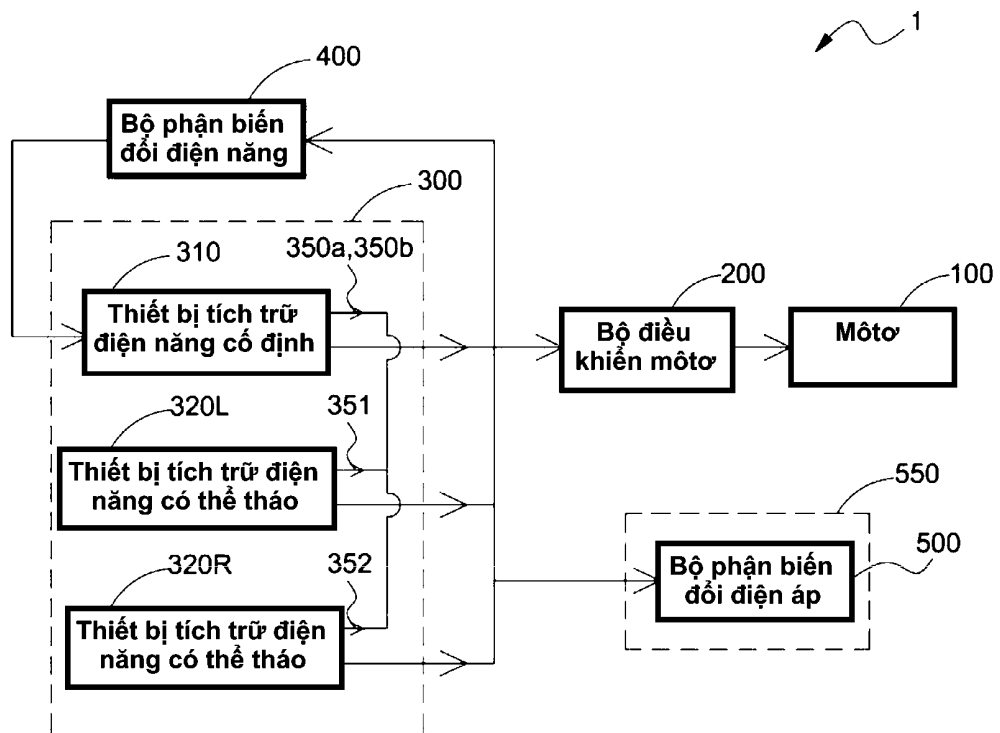 1
400
Bộ phận biến
đổi điện năng
300
310
350a,350b
Thiết bị tích trữ
điện năng cố định
200
Bộ điều
khiển môtơ
100
Môtơ
320L
351
Thiết bị tích trữ điện
năng có thể tháo
320R
352
Thiết bị tích trữ điện
năng có thể tháo
550
500
Bộ phận biến
đổi điện áp